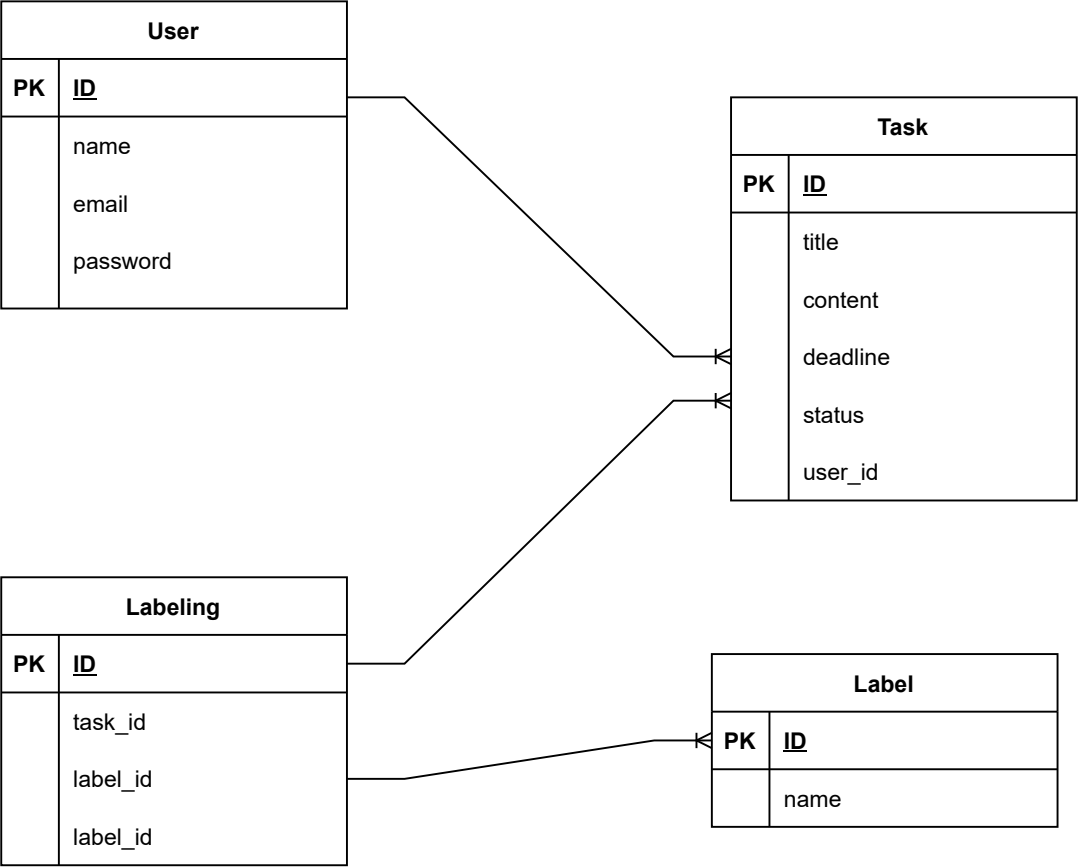 User
PK ID
name
email
password
Task
PK ID
title
content
deadline
status
user_id
Labeling
PK ID
task_id
label_id
label_id
Label
PK ID
name